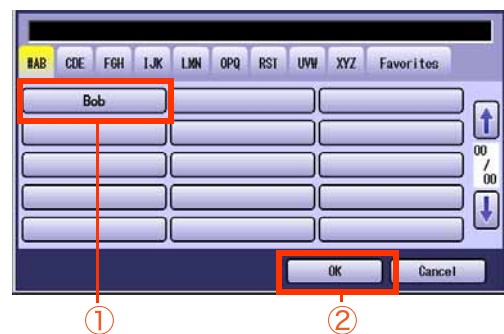 #AB CDE FGH IJK LMN OPQ RST UVW XYZ Favorites
Bob
00
/
00
OK Cancel
① ②